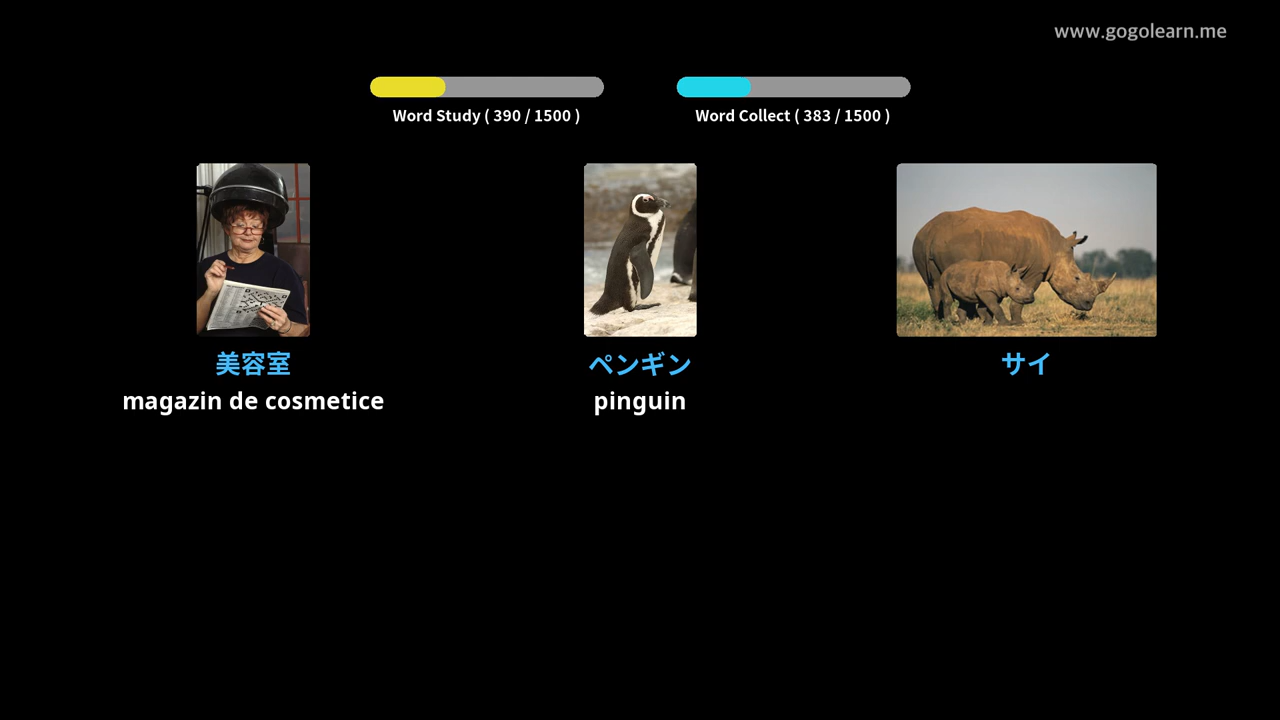 www.gogolearn.me
Word Study ( 390 / 1500 )
Word Collect ( 383 / 1500 )
美容室
ペンギン
サイ
magazin de cosmetice
pinguin